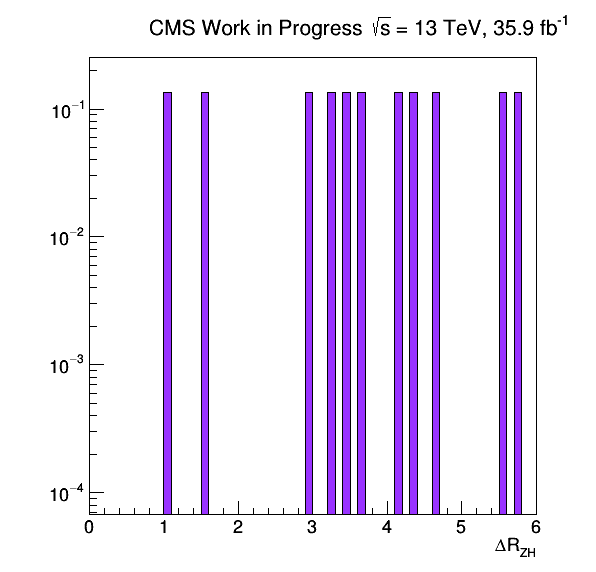 CMS Work in Progress √s = 13 TeV, 35.9 fb⁻¹
10⁻¹
10⁻²
10⁻³
10⁻⁴
0 1 2 3 4 5 6
ΔR_ZH